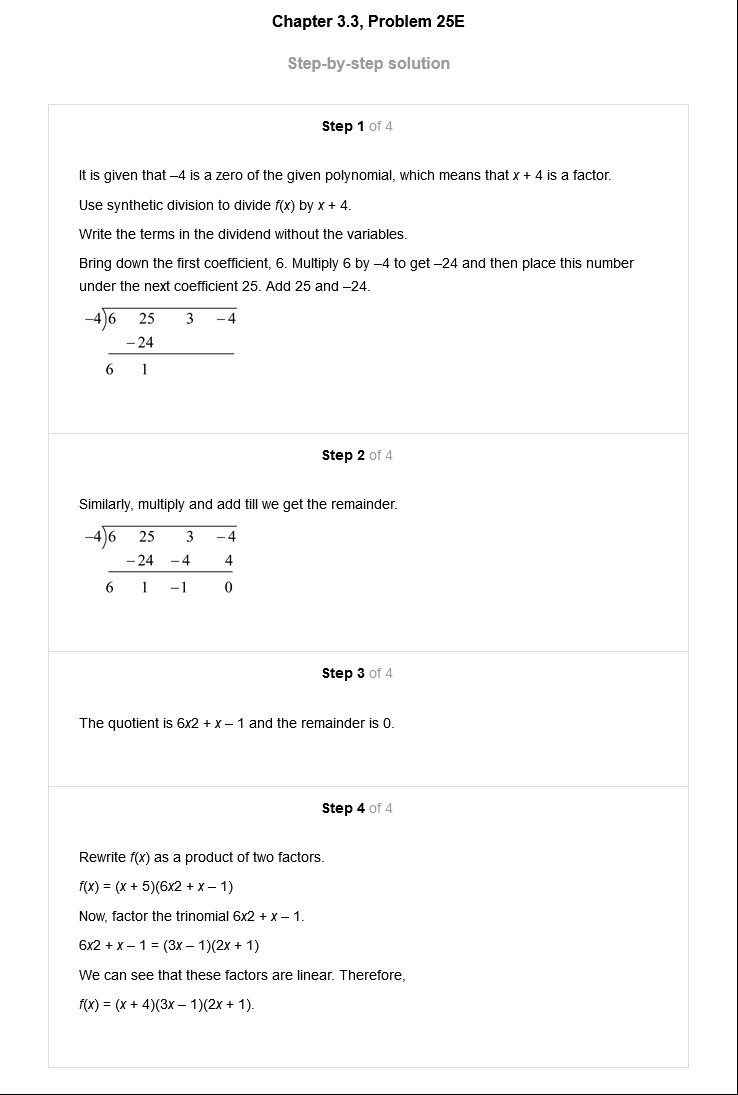 Chapter 3.3, Problem 25E
Step-by-step solution
Step 1 of 4
It is given that –4 is a zero of the given polynomial, which means that x + 4 is a factor.
Use synthetic division to divide f(x) by x + 4.
Write the terms in the dividend without the variables.
Bring down the first coefficient, 6. Multiply 6 by –4 to get –24 and then place this number
under the next coefficient 25. Add 25 and –24.
–4)6 25 3 –4
–24
6 1
Step 2 of 4
Similarly, multiply and add till we get the remainder.
–4)6 25 3 –4
–24 –4 4
6 1 –1 0
Step 3 of 4
The quotient is 6x2 + x – 1 and the remainder is 0.
Step 4 of 4
Rewrite f(x) as a product of two factors.
f(x) = (x + 5)(6x2 + x – 1)
Now, factor the trinomial 6x2 + x – 1.
6x2 + x – 1 = (3x – 1)(2x + 1)
We can see that these factors are linear. Therefore,
f(x) = (x + 4)(3x – 1)(2x + 1).